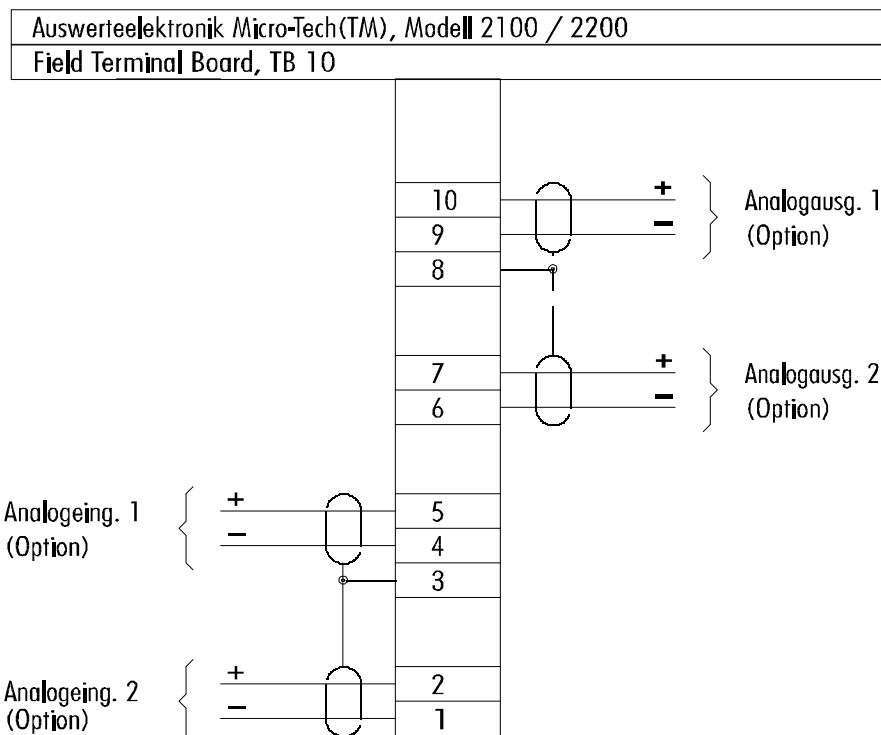 Auswerteelektronik Micro-Tech(TM), Modell 2100 / 2200
Field Terminal Board, TB 10
10 + Analogausg. 1
9 - (Option)
8
7 + Analogausg. 2
6 - (Option)
Analogeing. 1 + 5
(Option) - 4
3
Analogeing. 2 + 2
(Option) - 1